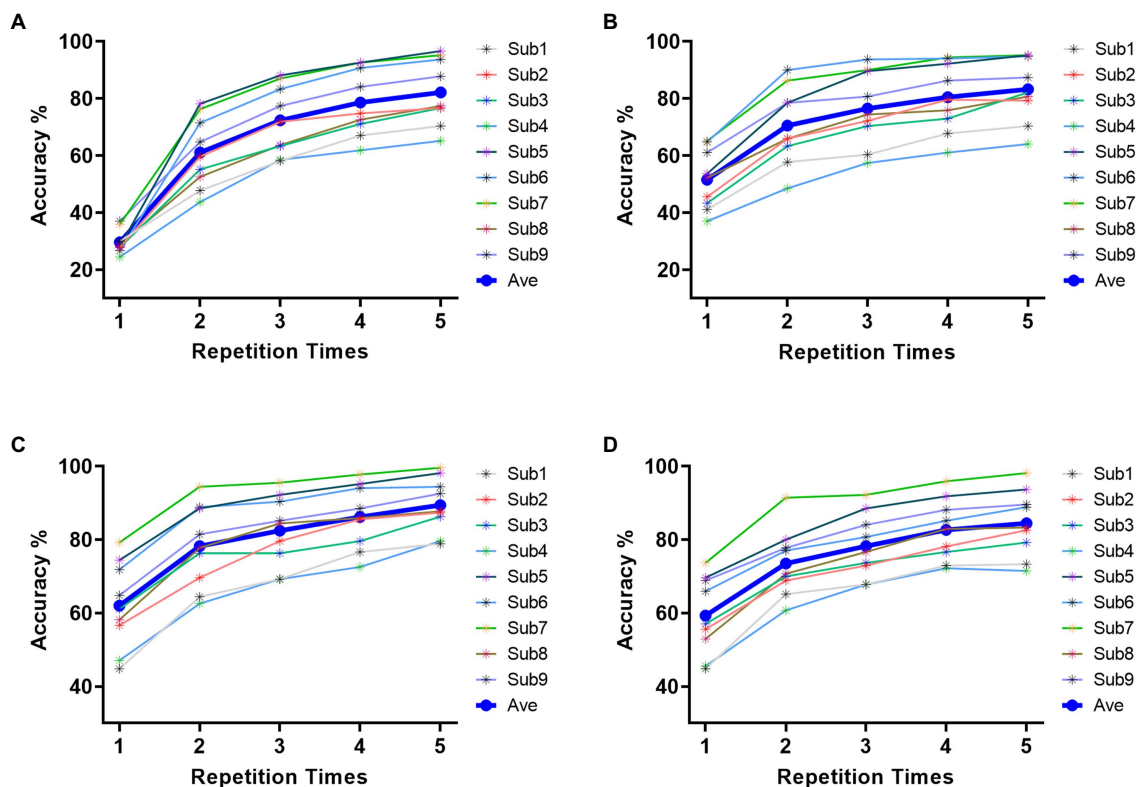 A
Accuracy %
100
80
60
40
20
1 2 3 4 5
Repetition Times
Sub1
Sub2
Sub3
Sub4
Sub5
Sub6
Sub7
Sub8
Sub9
Ave
B
Accuracy %
100
80
60
40
20
1 2 3 4 5
Repetition Times
Sub1
Sub2
Sub3
Sub4
Sub5
Sub6
Sub7
Sub8
Sub9
Ave
C
Accuracy %
100
80
60
40
1 2 3 4 5
Repetition Times
Sub1
Sub2
Sub3
Sub4
Sub5
Sub6
Sub7
Sub8
Sub9
Ave
D
Accuracy %
100
80
60
40
1 2 3 4 5
Repetition Times
Sub1
Sub2
Sub3
Sub4
Sub5
Sub6
Sub7
Sub8
Sub9
Ave